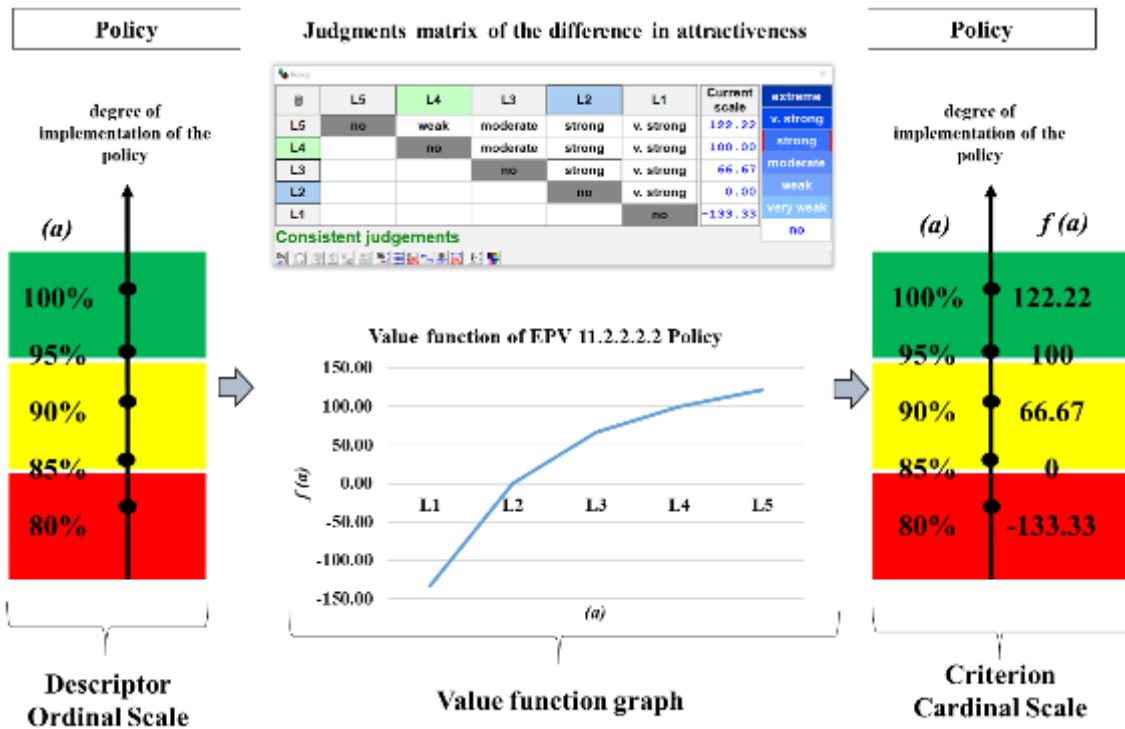 Policy
Judgments matrix of the difference in attractiveness
Policy
degree of
implementation of the
policy
(a)
100%
95%
90%
85%
80%
Descriptor
Ordinal Scale
Policy
L5 L4 L3 L2 L1 Current scale
L5 no weak moderate strong v. strong 122.22
L4 no moderate strong v. strong 100.00
L3 no strong v. strong 66.67
L2 no v. strong 0.00
L1 no -133.33
extreme
v. strong
strong
moderate
weak
very weak
no
Consistent judgements
Value function of EPV 11.2.2.2.2 Policy
150.00
100.00
50.00
0.00
-50.00
-100.00
-150.00
f (a)
L1 L2 L3 L4 L5
(a)
Value function graph
degree of
implementation of the
policy
(a) f (a)
100% 122.22
95% 100
90% 66.67
85% 0
80% -133.33
Criterion
Cardinal Scale